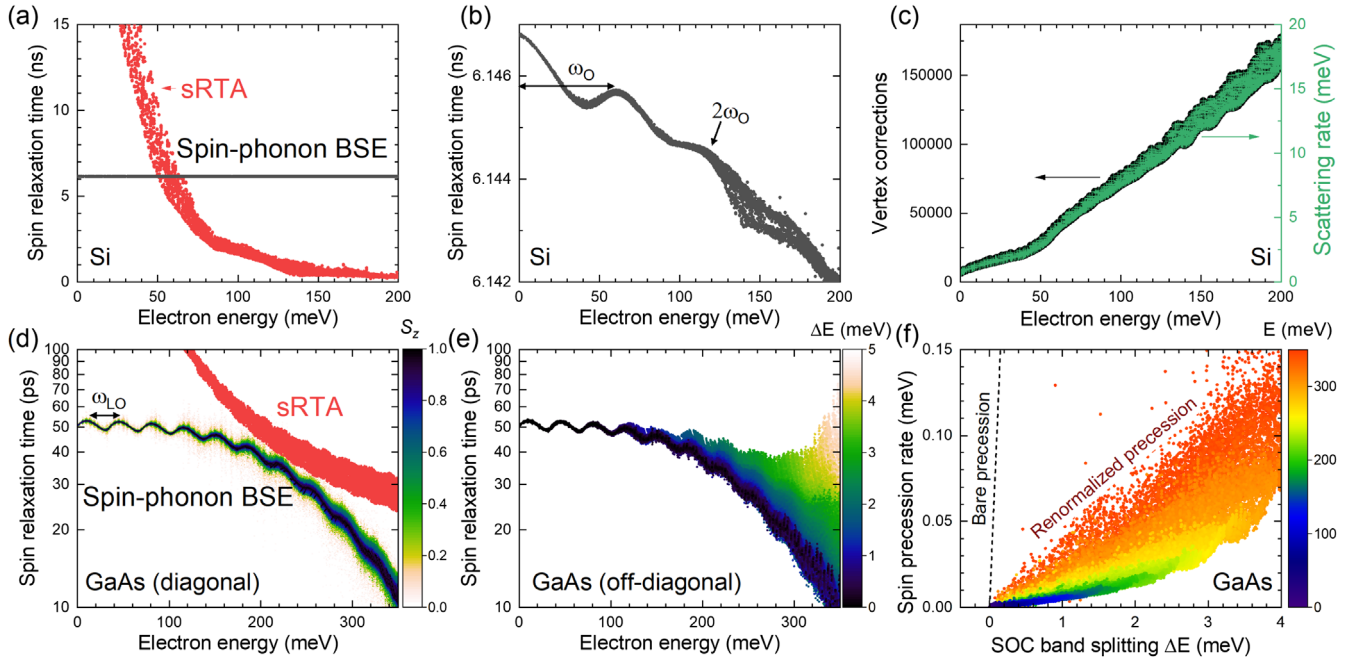 (a)
Spin relaxation time (ns)
15
10
5
0
sRTA
Spin-phonon BSE
Si
0 50 100 150 200
Electron energy (meV)
(b)
Spin relaxation time (ns)
6.146
6.144
6.142
ωO
2ωO
Si
0 50 100 150 200
Electron energy (meV)
(c)
Vertex corrections
150000
125000
100000
75000
50000
25000
0
20
15
10
5
0
Scattering rate (meV)
Si
0 50 100 150 200
Electron energy (meV)
(d)
Spin relaxation time (ps)
100
90
80
70
60
50
40
30
20
10
ωLO
sRTA
Spin-phonon BSE
GaAs (diagonal)
0 100 200 300
Electron energy (meV)
Sz
1.0
0.8
0.6
0.4
0.2
0.0
(e)
Spin relaxation time (ps)
100
90
80
70
60
50
40
30
20
10
GaAs (off-diagonal)
0 100 200 300
Electron energy (meV)
ΔE (meV)
5
4
3
2
1
0
(f)
Spin precession rate (meV)
0.15
0.10
0.05
0.00
Bare precession
Renormalized precession
GaAs
0 1 2 3 4
SOC band splitting ΔE (meV)
E (meV)
300
200
100
0